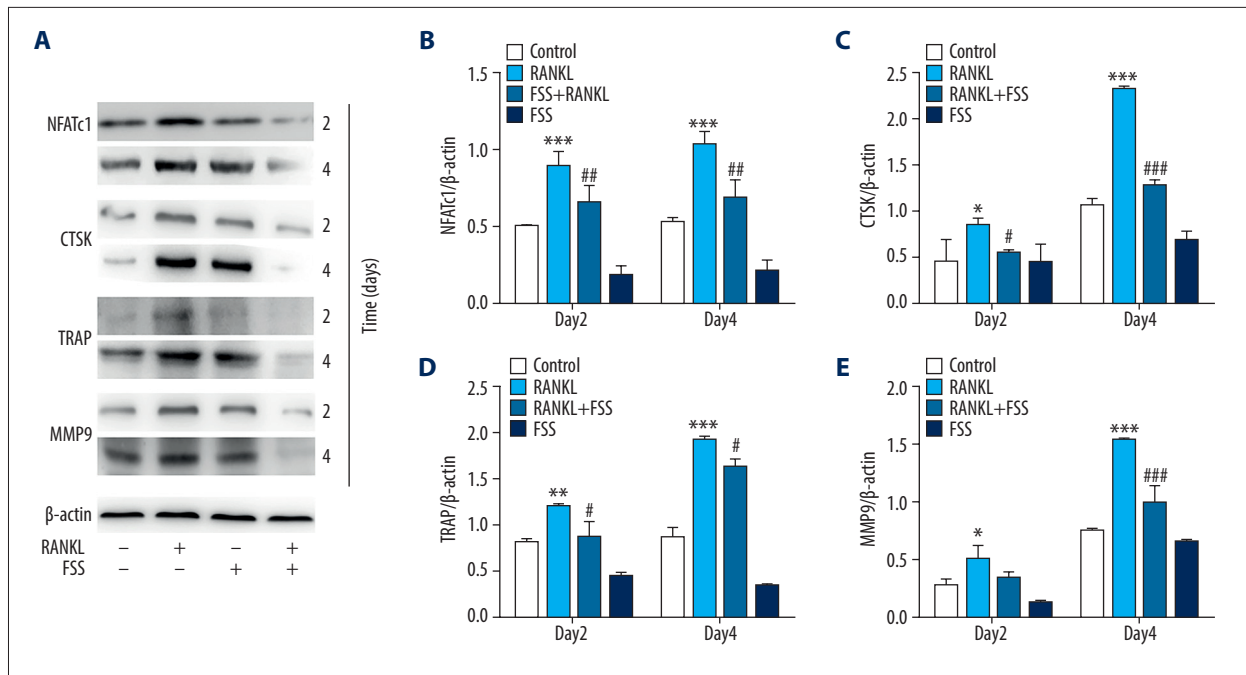 A
NFATc1
2
4
CTSK
2
4
TRAP
2
4
MMP9
2
4
β-actin
RANKL – + – +
FSS – – + +
Time (days)
B
Control
RANKL
FSS+RANKL
FSS
1.5
1.0
0.5
0.0
NFATc1/β-actin
*** ## *** ##
Day2 Day4
C
Control
RANKL
RANKL+FSS
FSS
2.5
2.0
1.5
1.0
0.5
0.0
CTSK/β-actin
* # *** ###
Day2 Day4
D
Control
RANKL
RANKL+FSS
FSS
2.5
2.0
1.5
1.0
0.5
0.0
TRAP/β-actin
** # *** #
Day2 Day4
E
Control
RANKL
RANKL+FSS
FSS
2.0
1.5
1.0
0.5
0.0
MMP9/β-actin
* *** ###
Day2 Day4